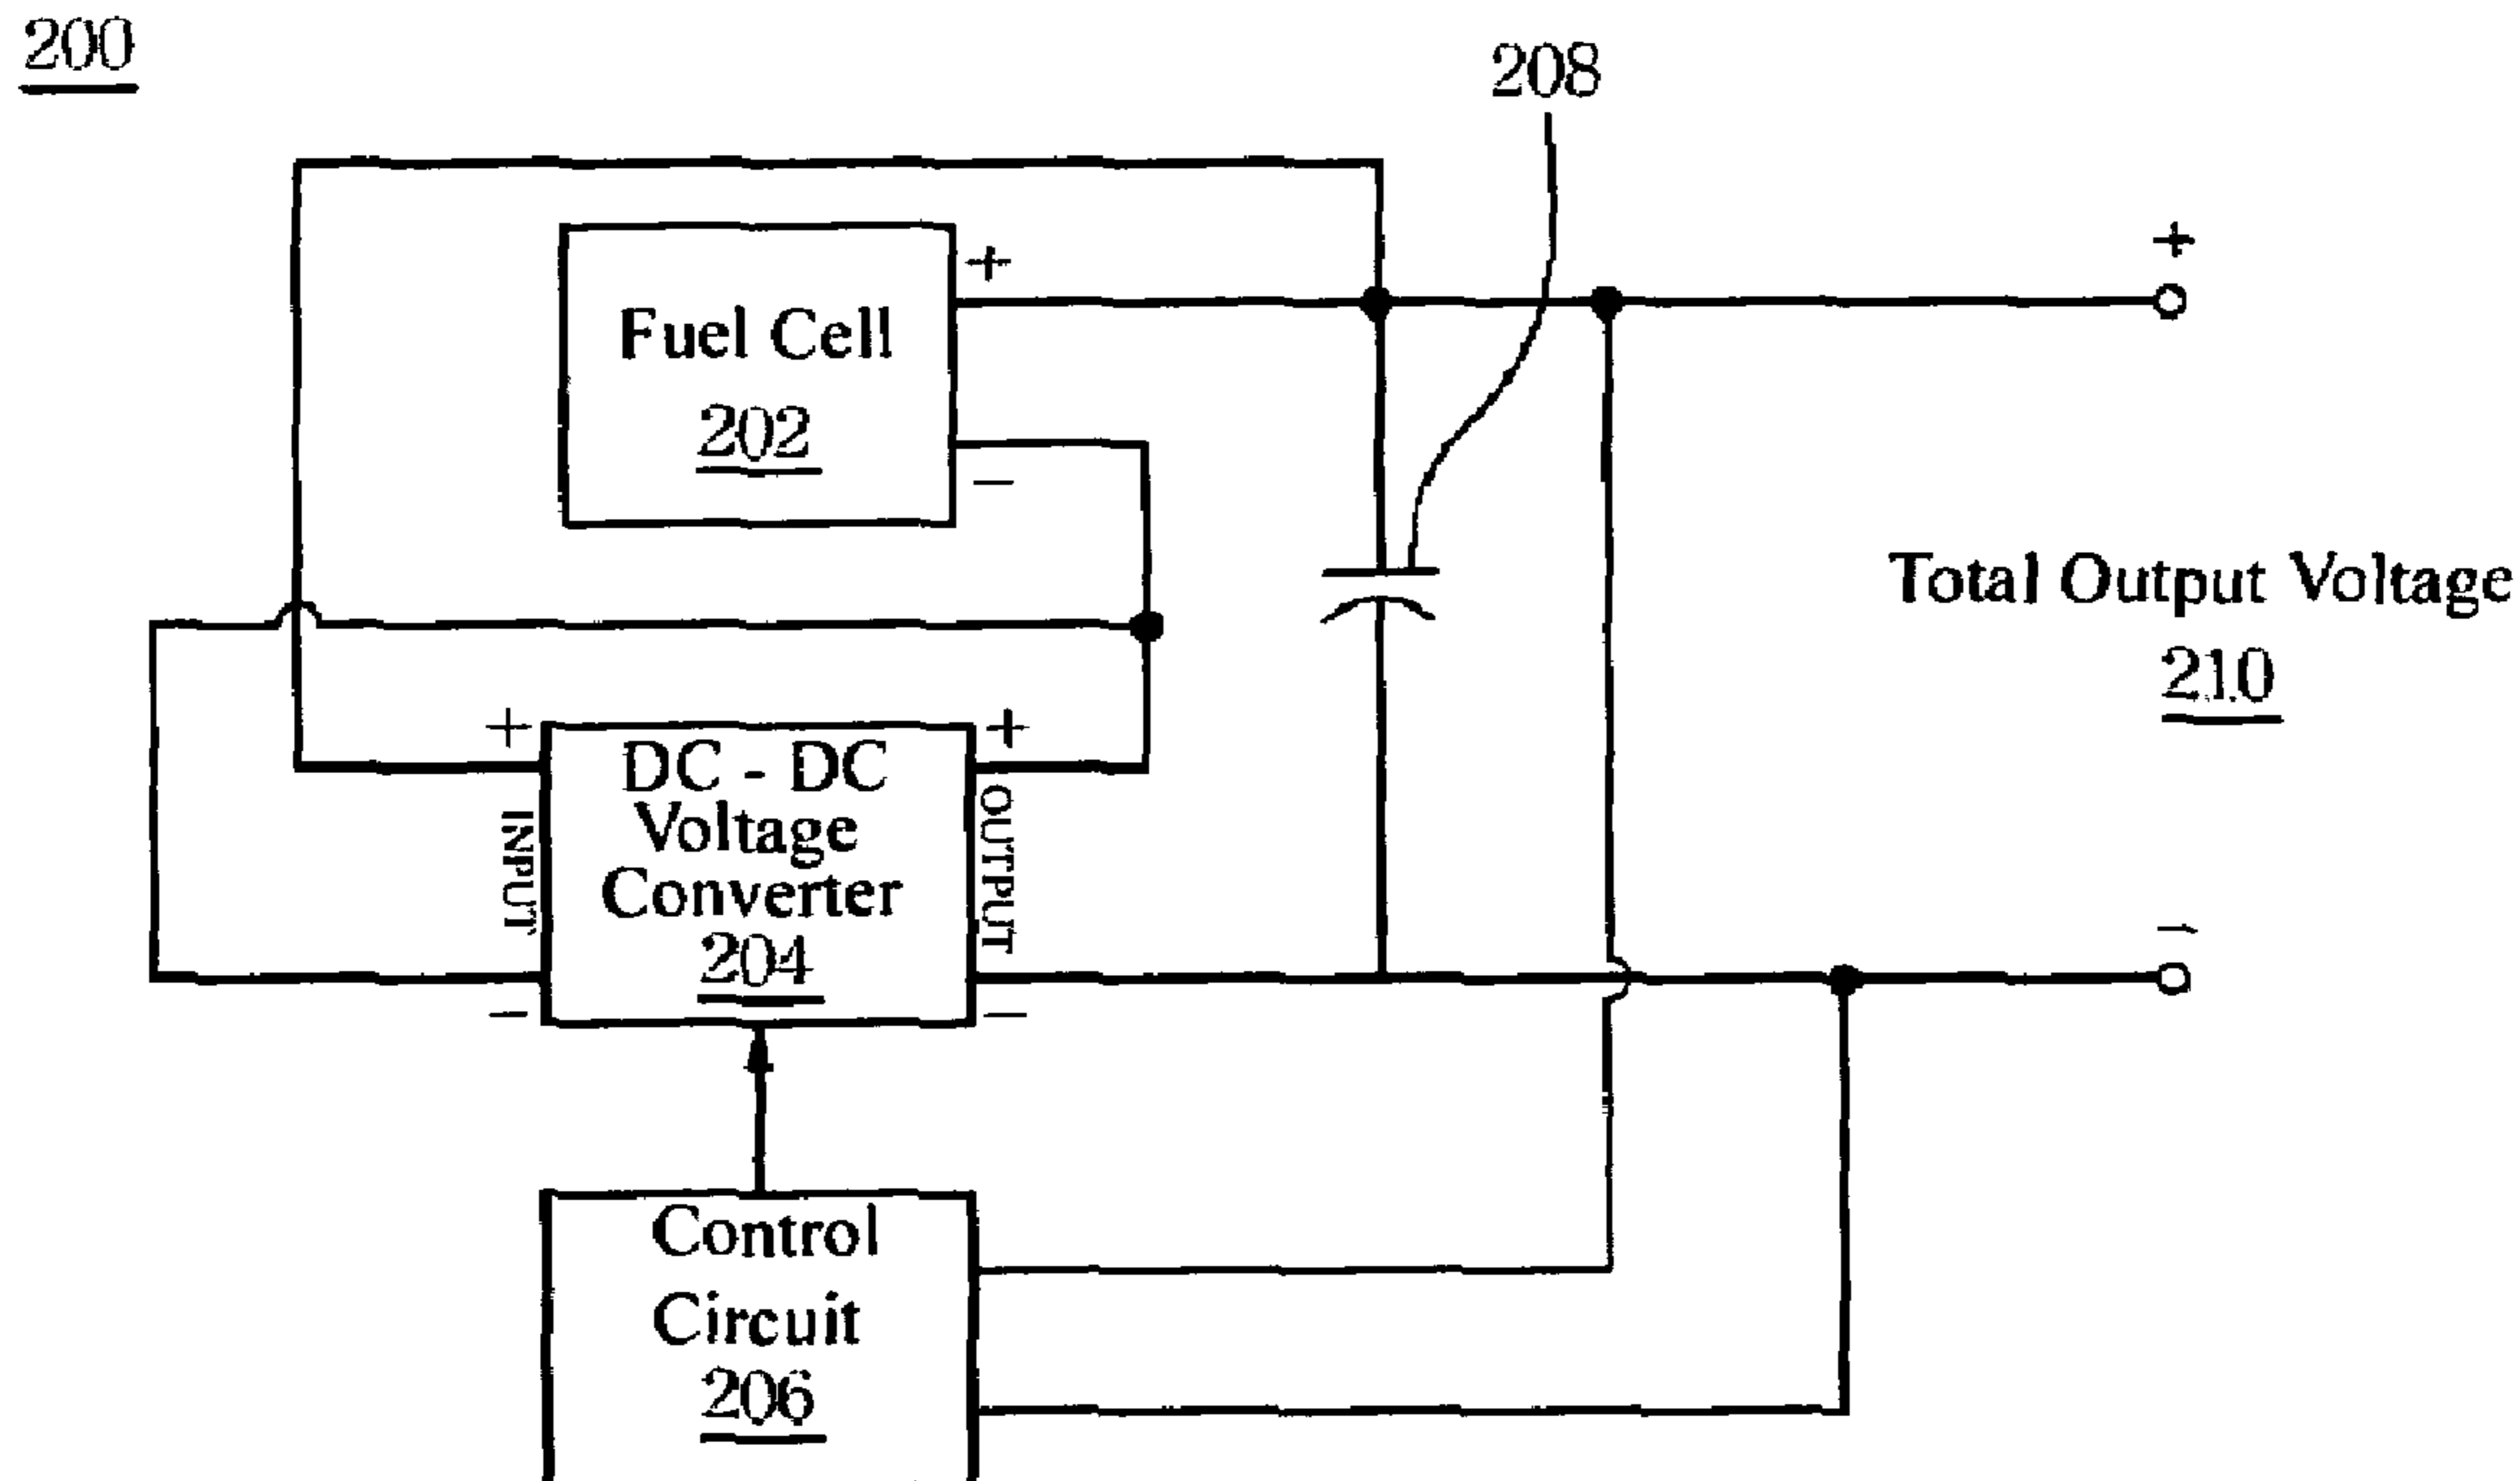 200
208
+
+
Fuel Cell
202
−
Total Output Voltage
210
+
+
DC - DC
Voltage
Converter
204
INPUT
OUTPUT
−
−
−
Control
Circuit
206